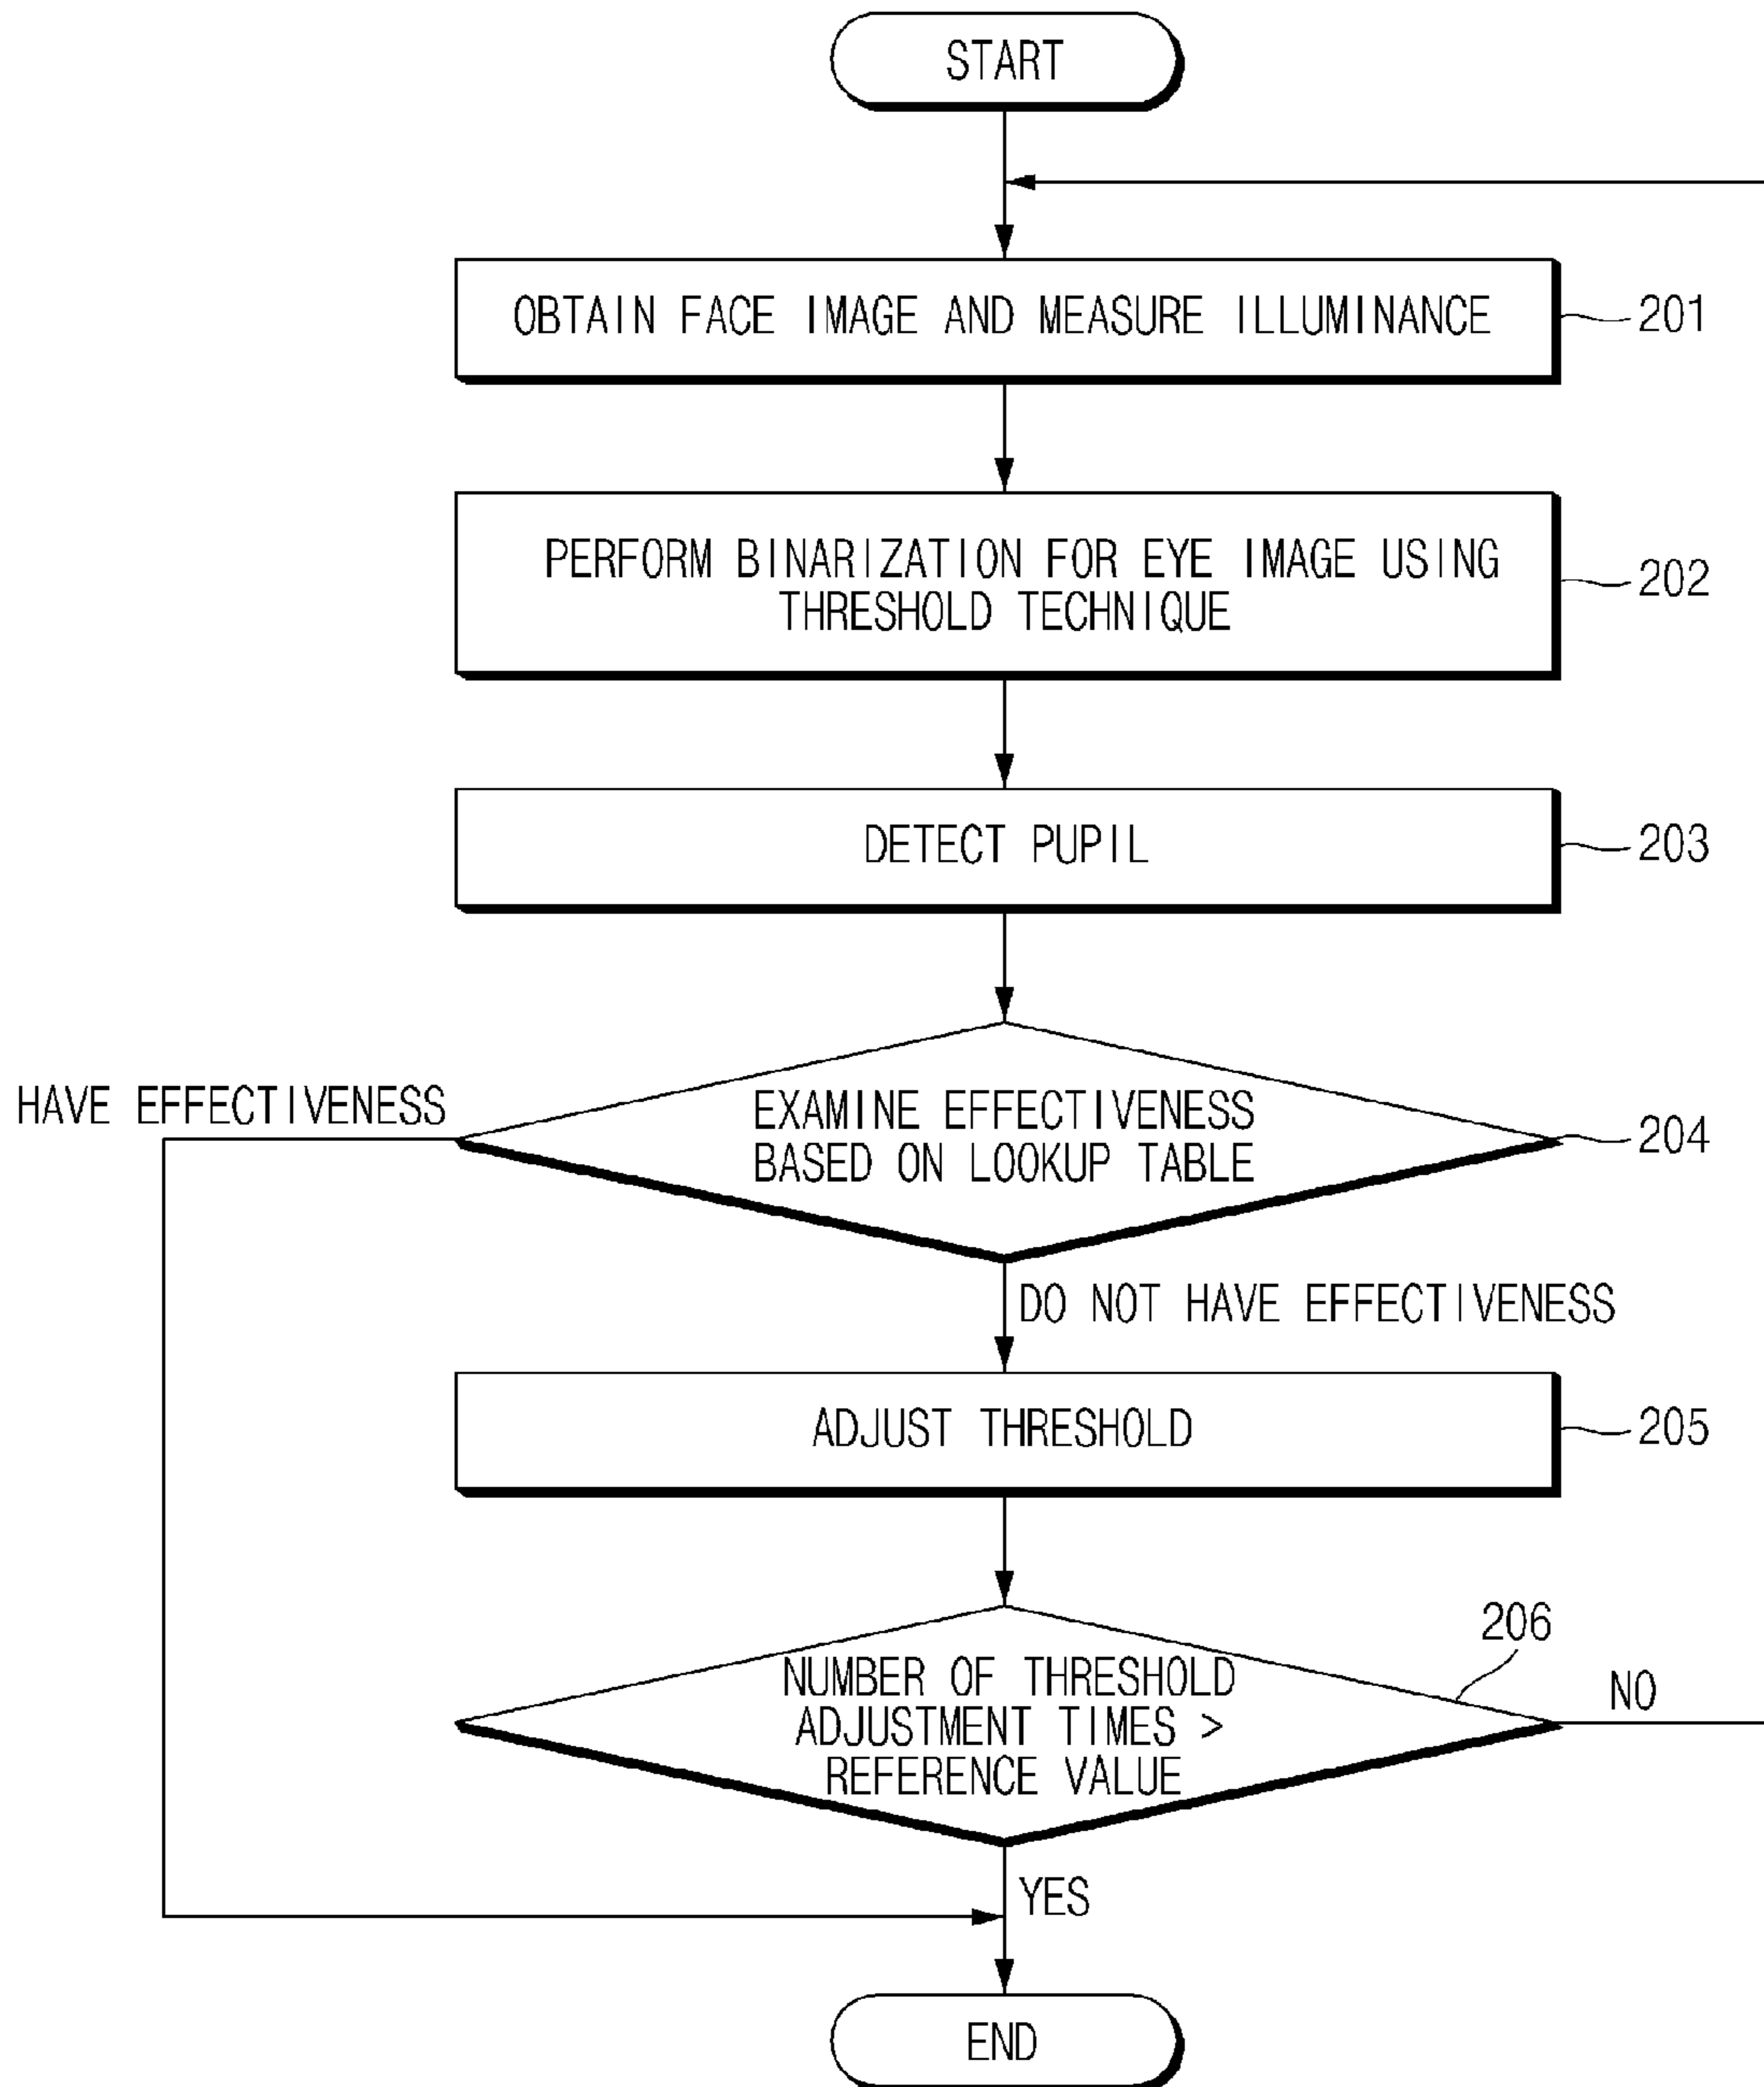 START
OBTAIN FACE IMAGE AND MEASURE ILLUMINANCE
201
PERFORM BINARIZATION FOR EYE IMAGE USING
THRESHOLD TECHNIQUE
202
DETECT PUPIL
203
HAVE EFFECTIVENESS
EXAMINE EFFECTIVENESS
BASED ON LOOKUP TABLE
204
DO NOT HAVE EFFECTIVENESS
ADJUST THRESHOLD
205
206
NUMBER OF THRESHOLD
ADJUSTMENT TIMES >
REFERENCE VALUE
NO
YES
END